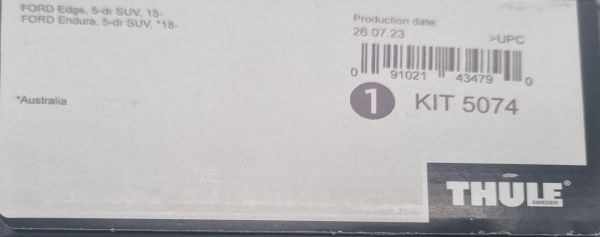 FORD Edge, 5-dr SUV, 15-
FORD Endura, 5-dr SUV, *18-
*Australia
Production date:
26.07.23
>UPC
0 91021 43479 0
1 KIT 5074
THULE®
SWEDEN